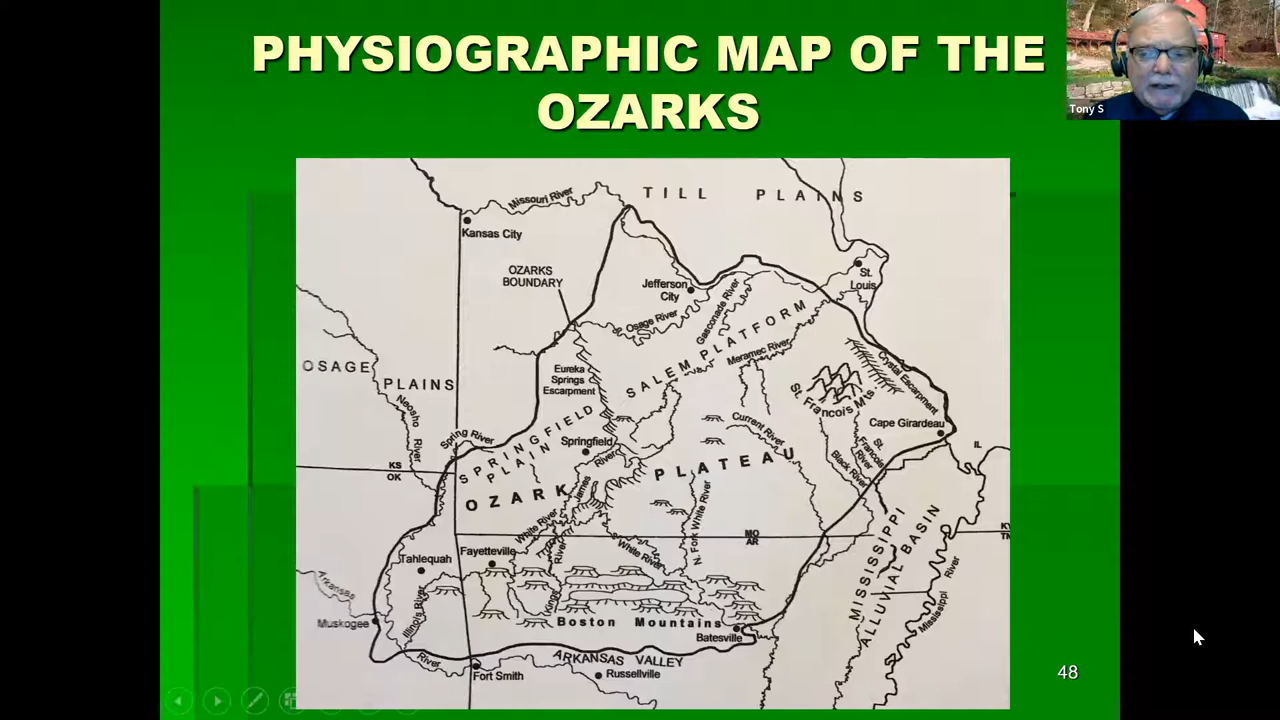 PHYSIOGRAPHIC MAP OF THE
OZARKS
Tony S
TILL PLAINS
Missouri River
Kansas City
OZARKS
BOUNDARY
Jefferson
City
St.
Louis
Osage River
Gasconade River
SALEM PLATFORM
Meramec River
OSAGE
PLAINS
Neosho
River
Eureka
Springs
Escarpment
Crystal Escarpment
St. Francois Mts.
Cape Girardeau
Spring River
SPRINGFIELD
PLAIN
Springfield
Current River
St.
Francois
River
Black River
IL
KS
OK
James
River
OZARK
PLATEAU
White River
N. Fork White River
White River
MO
AR
KY
TN
Tahlequah
Fayetteville
Kings
River
MISSISSIPPI
ALLUVIAL BASIN
Mississippi
River
Arkansas
Illinois River
Muskogee
Boston Mountains
Batesville
River
ARKANSAS VALLEY
Fort Smith
Russellville
48